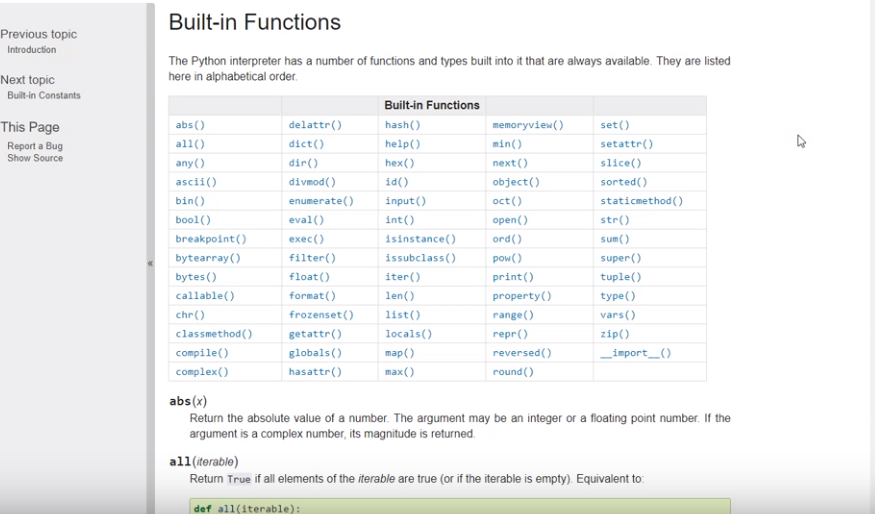 Previous topic
Introduction
Next topic
Built-in Constants
This Page
Report a Bug
Show Source
«
Built-in Functions
The Python interpreter has a number of functions and types built into it that are always available. They are listed
here in alphabetical order.
Built-in Functions
abs() delattr() hash() memoryview() set()
all() dict() help() min() setattr()
any() dir() hex() next() slice()
ascii() divmod() id() object() sorted()
bin() enumerate() input() oct() staticmethod()
bool() eval() int() open() str()
breakpoint() exec() isinstance() ord() sum()
bytearray() filter() issubclass() pow() super()
bytes() float() iter() print() tuple()
callable() format() len() property() type()
chr() frozenset() list() range() vars()
classmethod() getattr() locals() repr() zip()
compile() globals() map() reversed() __import__()
complex() hasattr() max() round()
abs(x)
Return the absolute value of a number. The argument may be an integer or a floating point number. If the
argument is a complex number, its magnitude is returned.
all(iterable)
Return True if all elements of the iterable are true (or if the iterable is empty). Equivalent to:
def all(iterable):